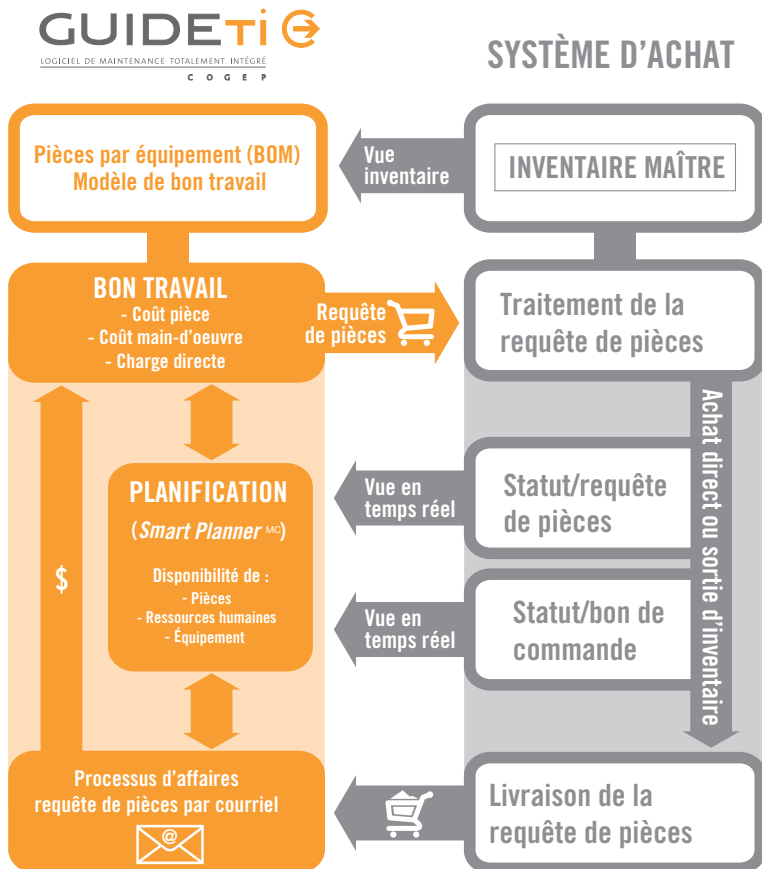 GUIDETi
LOGICIEL DE MAINTENANCE TOTALEMENT INTÉGRÉ
COGEP
SYSTÈME D'ACHAT
Pièces par équipement (BOM)
Modèle de bon travail
Vue
inventaire
INVENTAIRE MAÎTRE
BON TRAVAIL
- Coût pièce
- Coût main-d'oeuvre
- Charge directe
Requête
de pièces
Traitement de la
requête de pièces
Achat direct ou sortie d'inventaire
PLANIFICATION
(Smart Planner MC)
Disponibilité de :
- Pièces
- Ressources humaines
- Équipement
Vue en
temps réel
Statut/requête
de pièces
$
Vue en
temps réel
Statut/bon de
commande
Processus d'affaires
requête de pièces par courriel
@
Livraison de la
requête de pièces